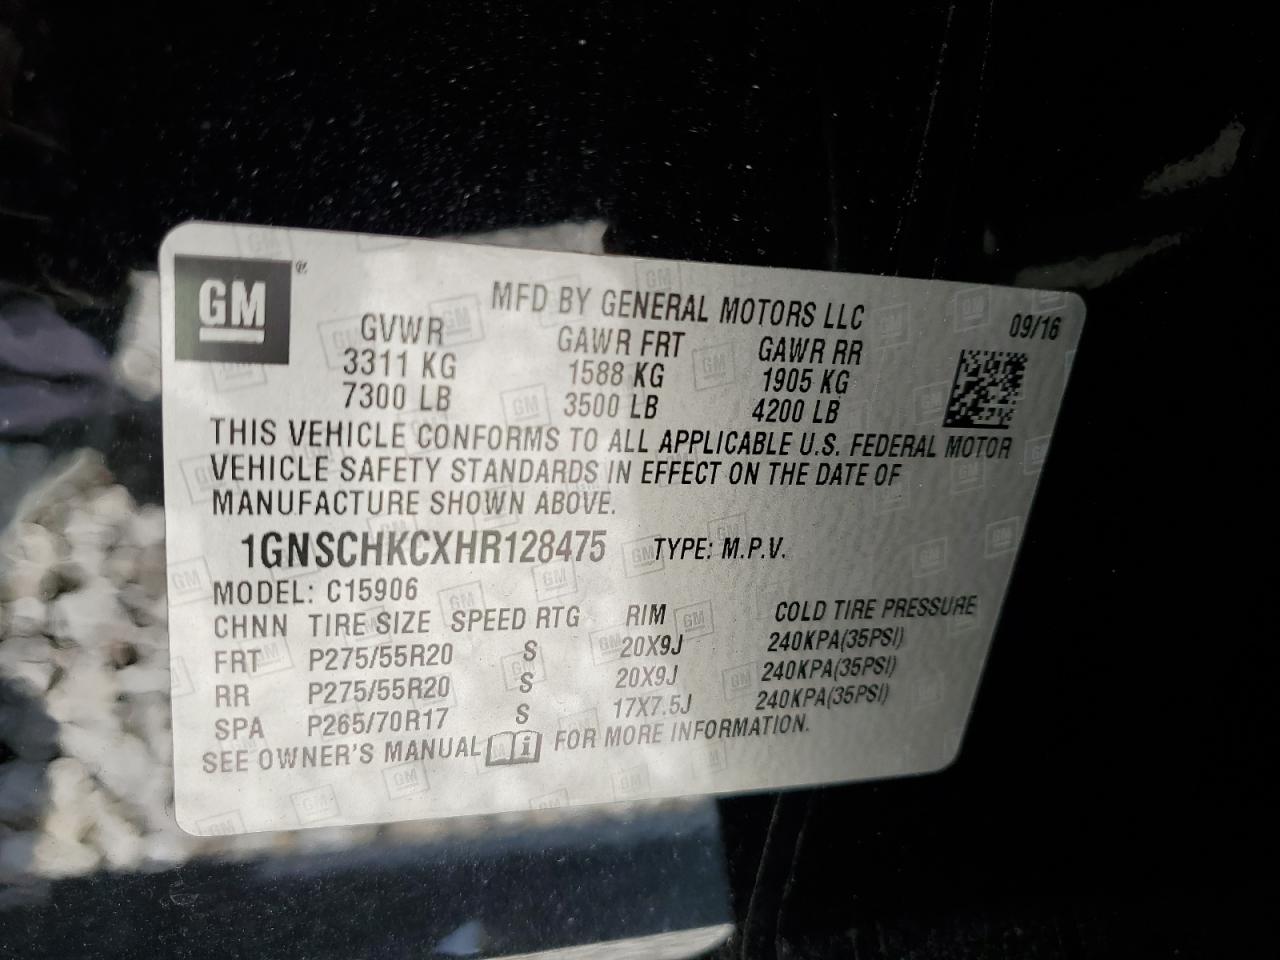 GM ®
MFD BY GENERAL MOTORS LLC
09/16
GVWR GAWR FRT GAWR RR
3311 KG 1588 KG 1905 KG
7300 LB 3500 LB 4200 LB
THIS VEHICLE CONFORMS TO ALL APPLICABLE U.S. FEDERAL MOTOR
VEHICLE SAFETY STANDARDS IN EFFECT ON THE DATE OF
MANUFACTURE SHOWN ABOVE.
1GNSCHKCXHR128475 TYPE: M.P.V.
MODEL: C15906
CHNN TIRE SIZE SPEED RTG RIM COLD TIRE PRESSURE
FRT P275/55R20 S 20X9J 240KPA(35PSI)
RR P275/55R20 S 20X9J 240KPA(35PSI)
SPA P265/70R17 S 17X7.5J 240KPA(35PSI)
SEE OWNER'S MANUAL i FOR MORE INFORMATION.